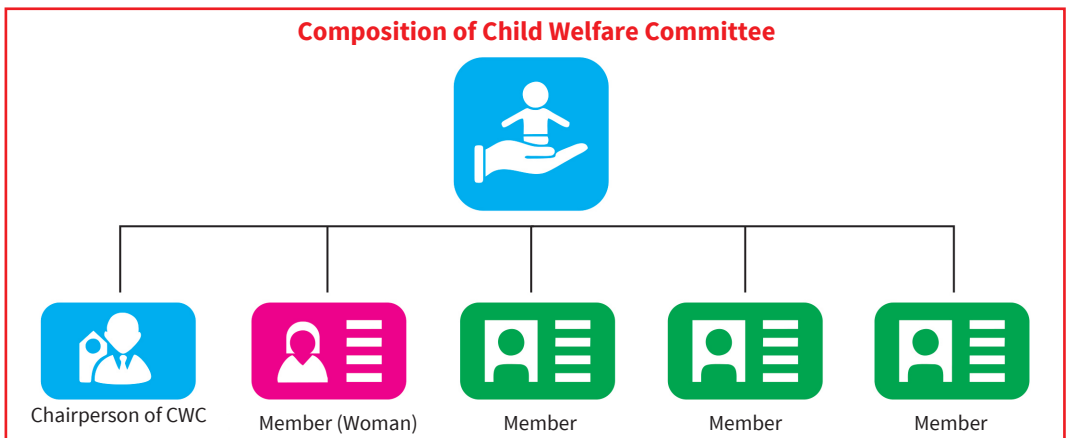 Composition of Child Welfare Committee
Chairperson of CWC
Member (Woman)
Member
Member
Member